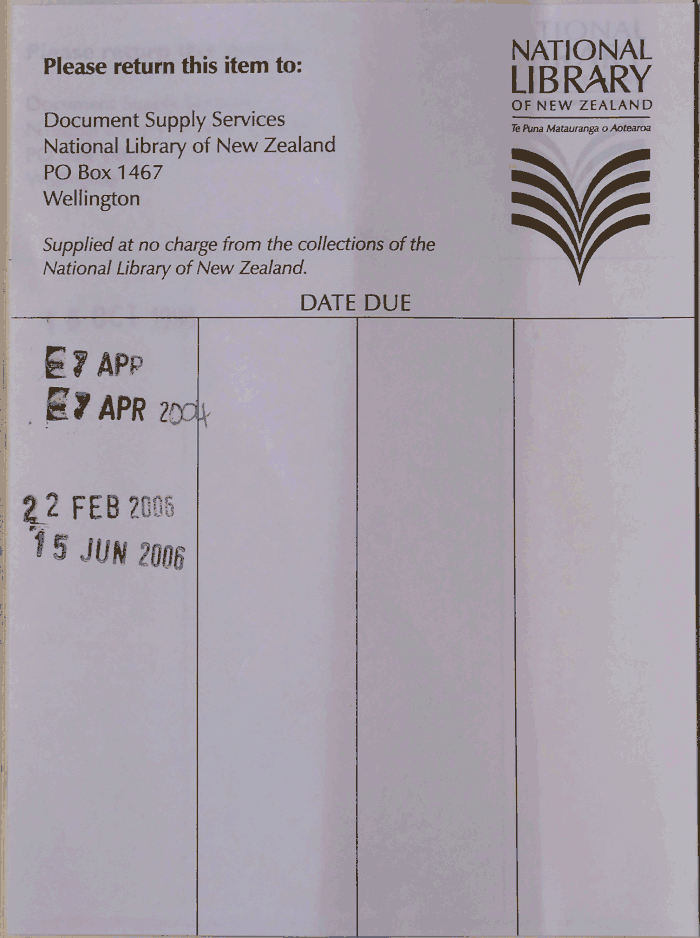 Please return this item to:
Document Supply Services
National Library of New Zealand
PO Box 1467
Wellington
Supplied at no charge from the collections of the
National Library of New Zealand.
NATIONAL
LIBRARY
OF NEW ZEALAND
Te Puna Matauranga o Aotearoa
DATE DUE
7 APR
7 APR 2004
22 FEB 2006
15 JUN 2006